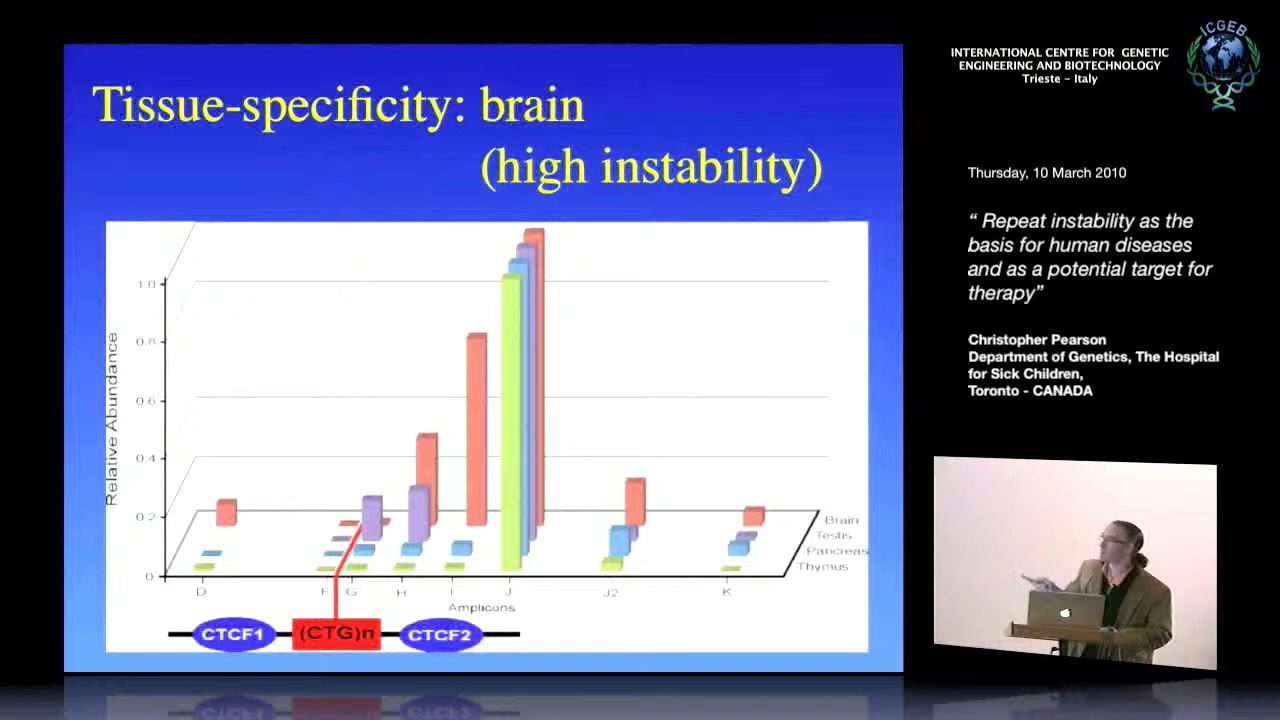 Tissue-specificity: brain
(high instability)
1.0
0.8
0.6
0.4
0.2
0
Relative Abundance
Brain
Testis
Pancreas
Thymus
D F G H I J J2 K
Amplicons
CTCF1 (CTG)n CTCF2
ICGEB
INTERNATIONAL CENTRE FOR GENETIC
ENGINEERING AND BIOTECHNOLOGY
Trieste - Italy
Thursday, 10 March 2010
“ Repeat instability as the
basis for human diseases
and as a potential target for
therapy”
Christopher Pearson
Department of Genetics, The Hospital
for Sick Children,
Toronto - CANADA